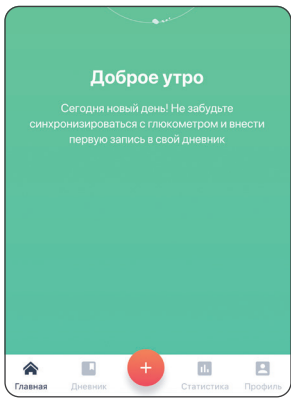 Доброе утро
Сегодня новый день! Не забудьте
синхронизироваться с глюкометром и внести
первую запись в свой дневник
Главная Дневник Статистика Профиль